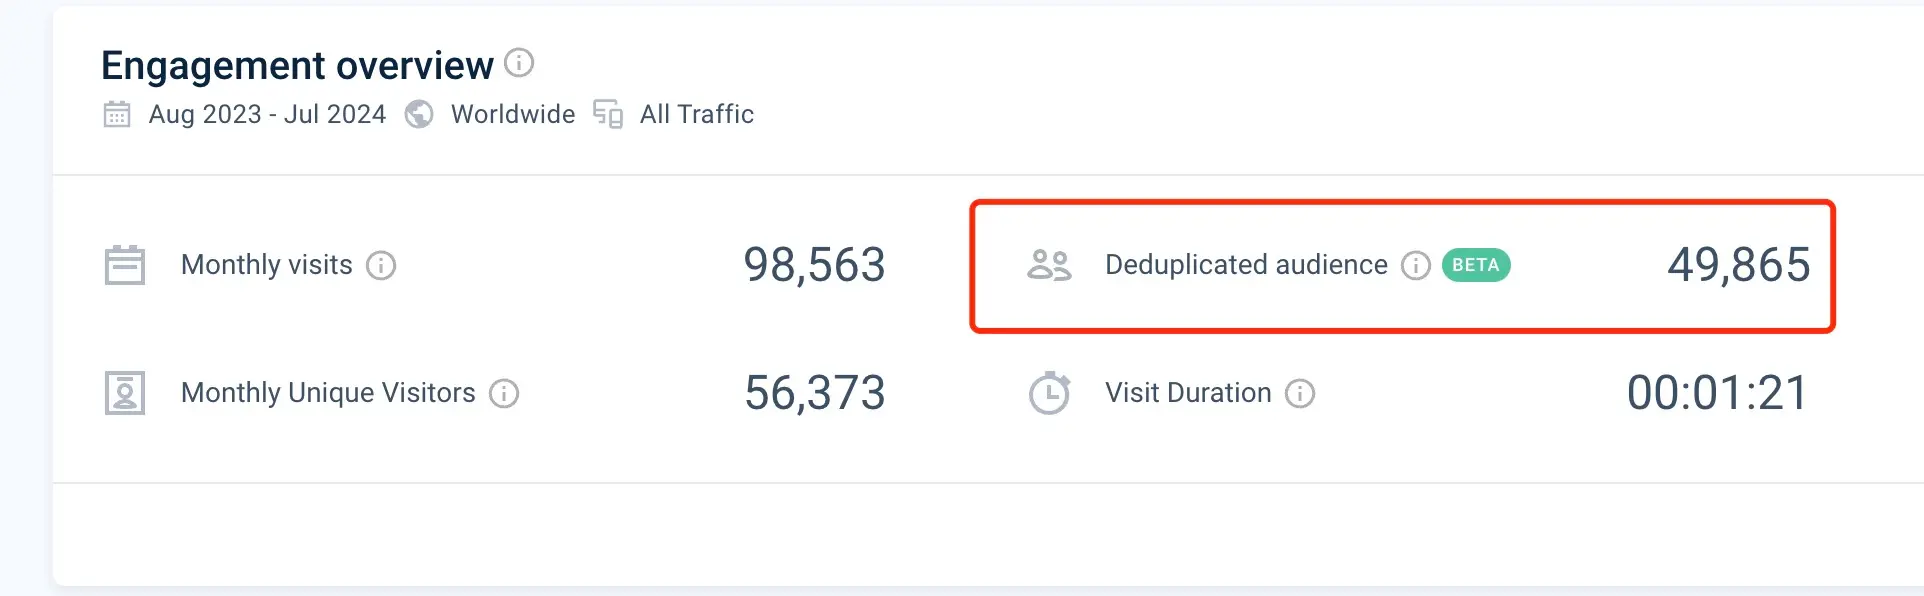 Engagement overview
Aug 2023 - Jul 2024 Worldwide All Traffic
Monthly visits 98,563
Deduplicated audience BETA 49,865
Monthly Unique Visitors 56,373
Visit Duration 00:01:21